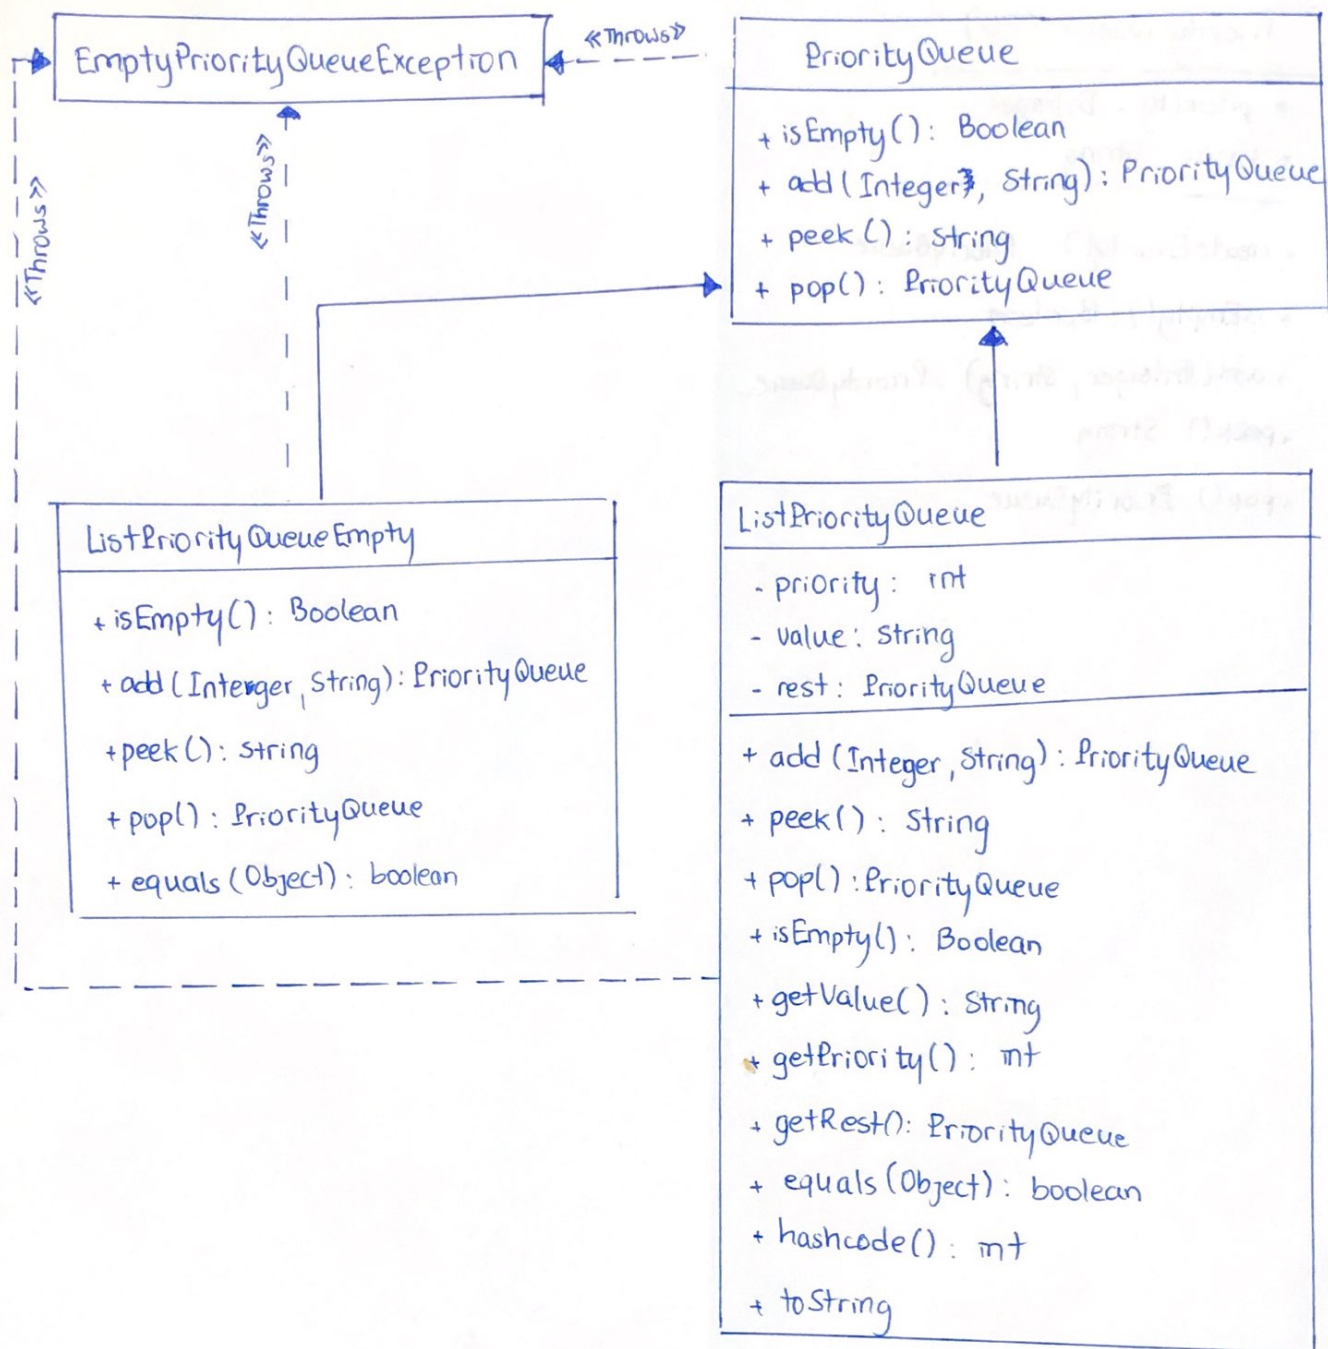 EmptyPriorityQueueException
«Throws»
«Throws»
«Throws»
PriorityQueue
+ isEmpty(): Boolean
+ add(Integer, String): PriorityQueue
+ peek(): String
+ pop(): PriorityQueue
ListPriorityQueueEmpty
+ isEmpty(): Boolean
+ add(Interger, String): PriorityQueue
+ peek(): String
+ pop(): PriorityQueue
+ equals(Object): boolean
ListPriorityQueue
- priority: int
- value: String
- rest: PriorityQueue
+ add(Integer, String): PriorityQueue
+ peek(): String
+ pop(): PriorityQueue
+ isEmpty(): Boolean
+ getValue(): String
+ getPriority(): int
+ getRest(): PriorityQueue
+ equals(Object): boolean
+ hashcode(): int
+ toString